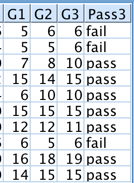 G1 G2 G3 Pass3
5 6 6 fail
5 5 6 fail
7 8 10 pass
15 14 15 pass
6 10 10 pass
15 15 15 pass
12 12 11 pass
6 5 6 fail
16 18 19 pass
14 15 15 pass